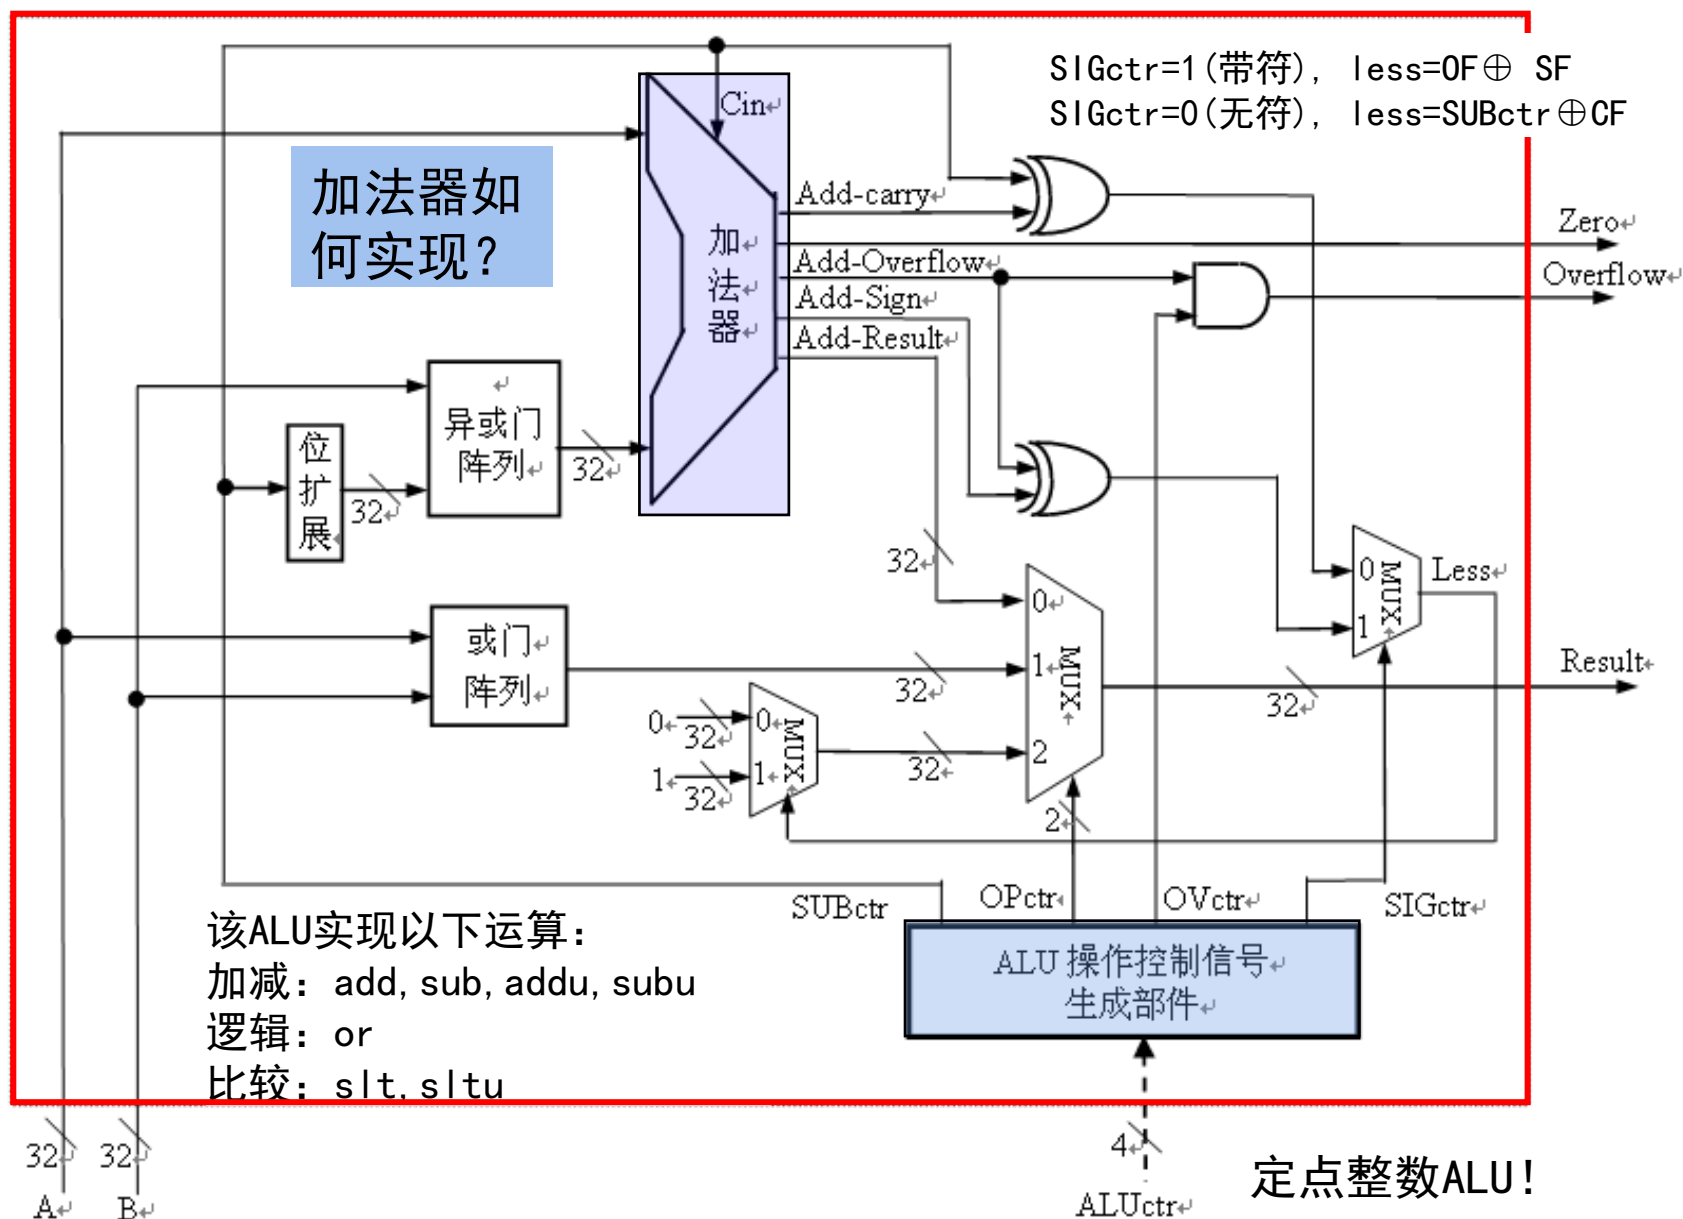 SIGctr=1(带符), less=OF⊕ SF
SIGctr=0(无符), less=SUBctr⊕CF
Cin
加法器如
何实现?
Add-carry
Zero
加
法
器
Add-Overflow
Overflow
Add-Sign
Add-Result
异或门
阵列
位
扩
展
32
32
32
0
MUX
1
Less
0
1
MUX
2
或门
阵列
32
Result
32
0
32
0
MUX
1
32
1
32
2
SUBctr
OPctr
OVctr
SIGctr
该ALU实现以下运算:
加减: add,sub,addu,subu
逻辑: or
比较: slt,sltu
ALU 操作控制信号
生成部件
32
32
4
定点整数ALU!
A
B
ALUctr